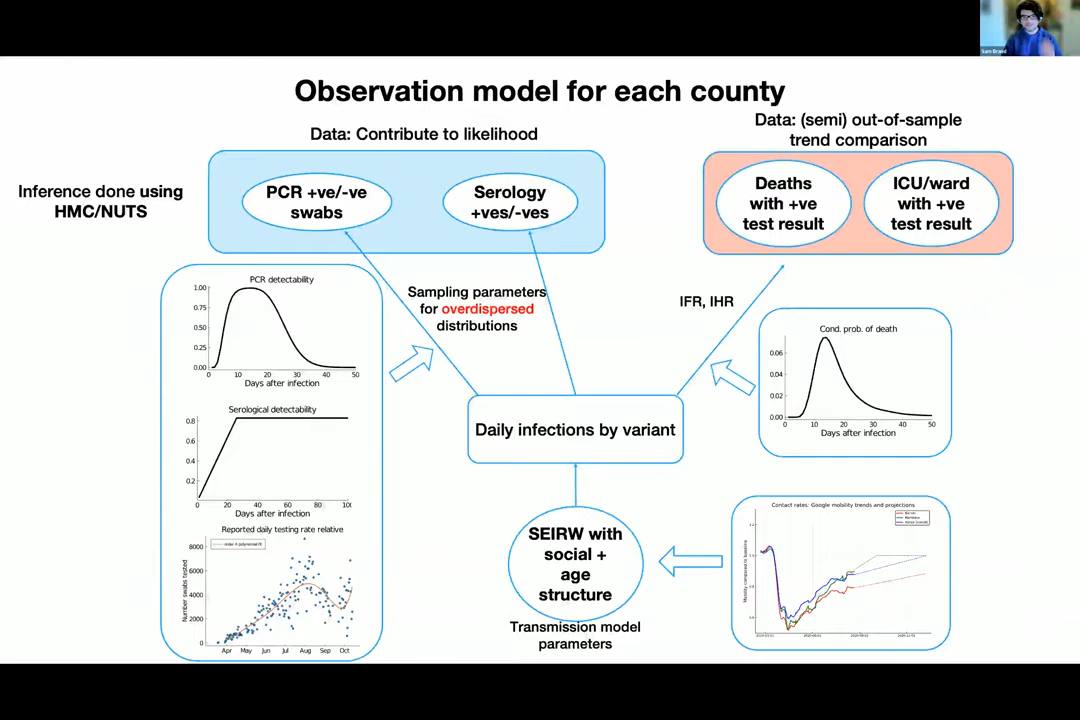 Sam Brand
Observation model for each county
Data: Contribute to likelihood
Data: (semi) out-of-sample
trend comparison
Inference done using
HMC/NUTS
PCR +ve/-ve
swabs
Serology
+ves/-ves
Deaths
with +ve
test result
ICU/ward
with +ve
test result
Sampling parameters
for overdispersed
distributions
IFR, IHR
PCR detectability
1.00
0.75
0.50
0.25
0.00
0 10 20 30 40 50
Days after infection
Serological detectability
0.8
0.6
0.4
0.2
0 20 40 60 80 10
Days after infection
Reported daily testing rate relative
Number swabs tested
8000
6000
4000
2000
0
Apr May Jun Jul Aug Sep Oct
Cond. prob. of death
0.06
0.04
0.02
0.00
0 10 20 30 40 50
Days after infection
Daily infections by variant
SEIRW with
social +
age
structure
Transmission model
parameters
Contact rates: Google mobility trends and projections
Mobility compared to baseline